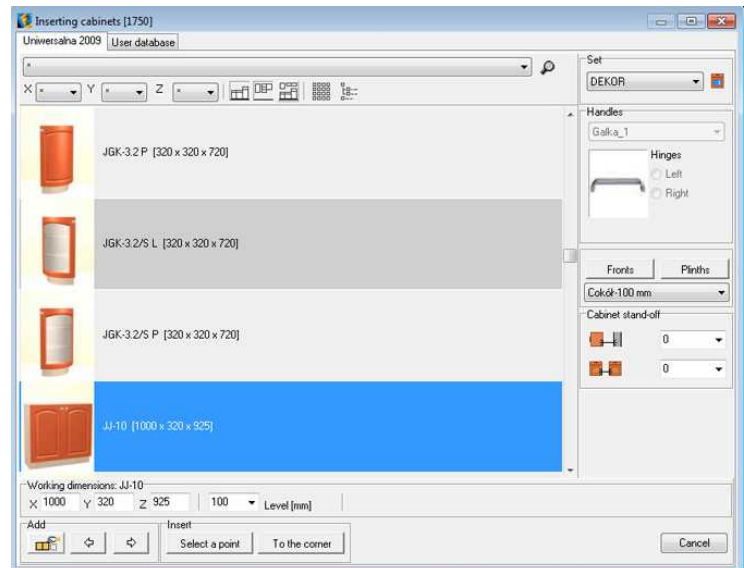 Inserting cabinets [1750]
Uniwersalna 2009 User database
*
X * Y * Z *
JGK-3.2 P [320 x 320 x 720]
JGK-3.2/S L [320 x 320 x 720]
JGK-3.2/S P [320 x 320 x 720]
JJ-10 [1000 x 320 x 925]
Set
DEKOR
Handles
Gałka_1
Hinges
Left
Right
Fronts Plinths
Cokół-100 mm
Cabinet stand-off
0
0
Working dimensions: JJ-10
X 1000 Y 320 Z 925 100 Level [mm]
Add Insert
Select a point To the corner Cancel